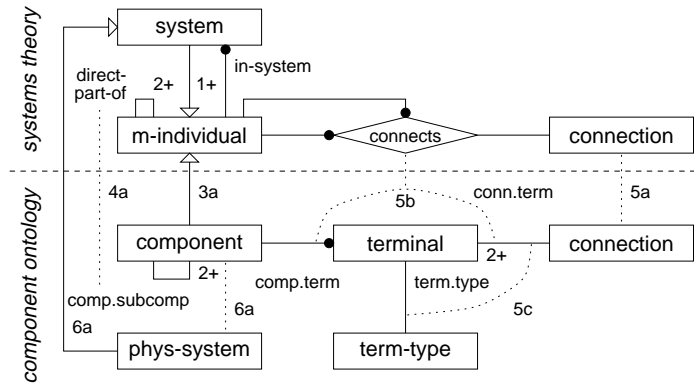 systems theory
system
direct-
part-of
2+
1+
in-system
m-individual
connects
connection
4a
3a
5b
conn.term
5a
component ontology
component
terminal
2+
connection
2+
comp.term
term.type
comp.subcomp
6a
6a
5c
phys-system
term-type